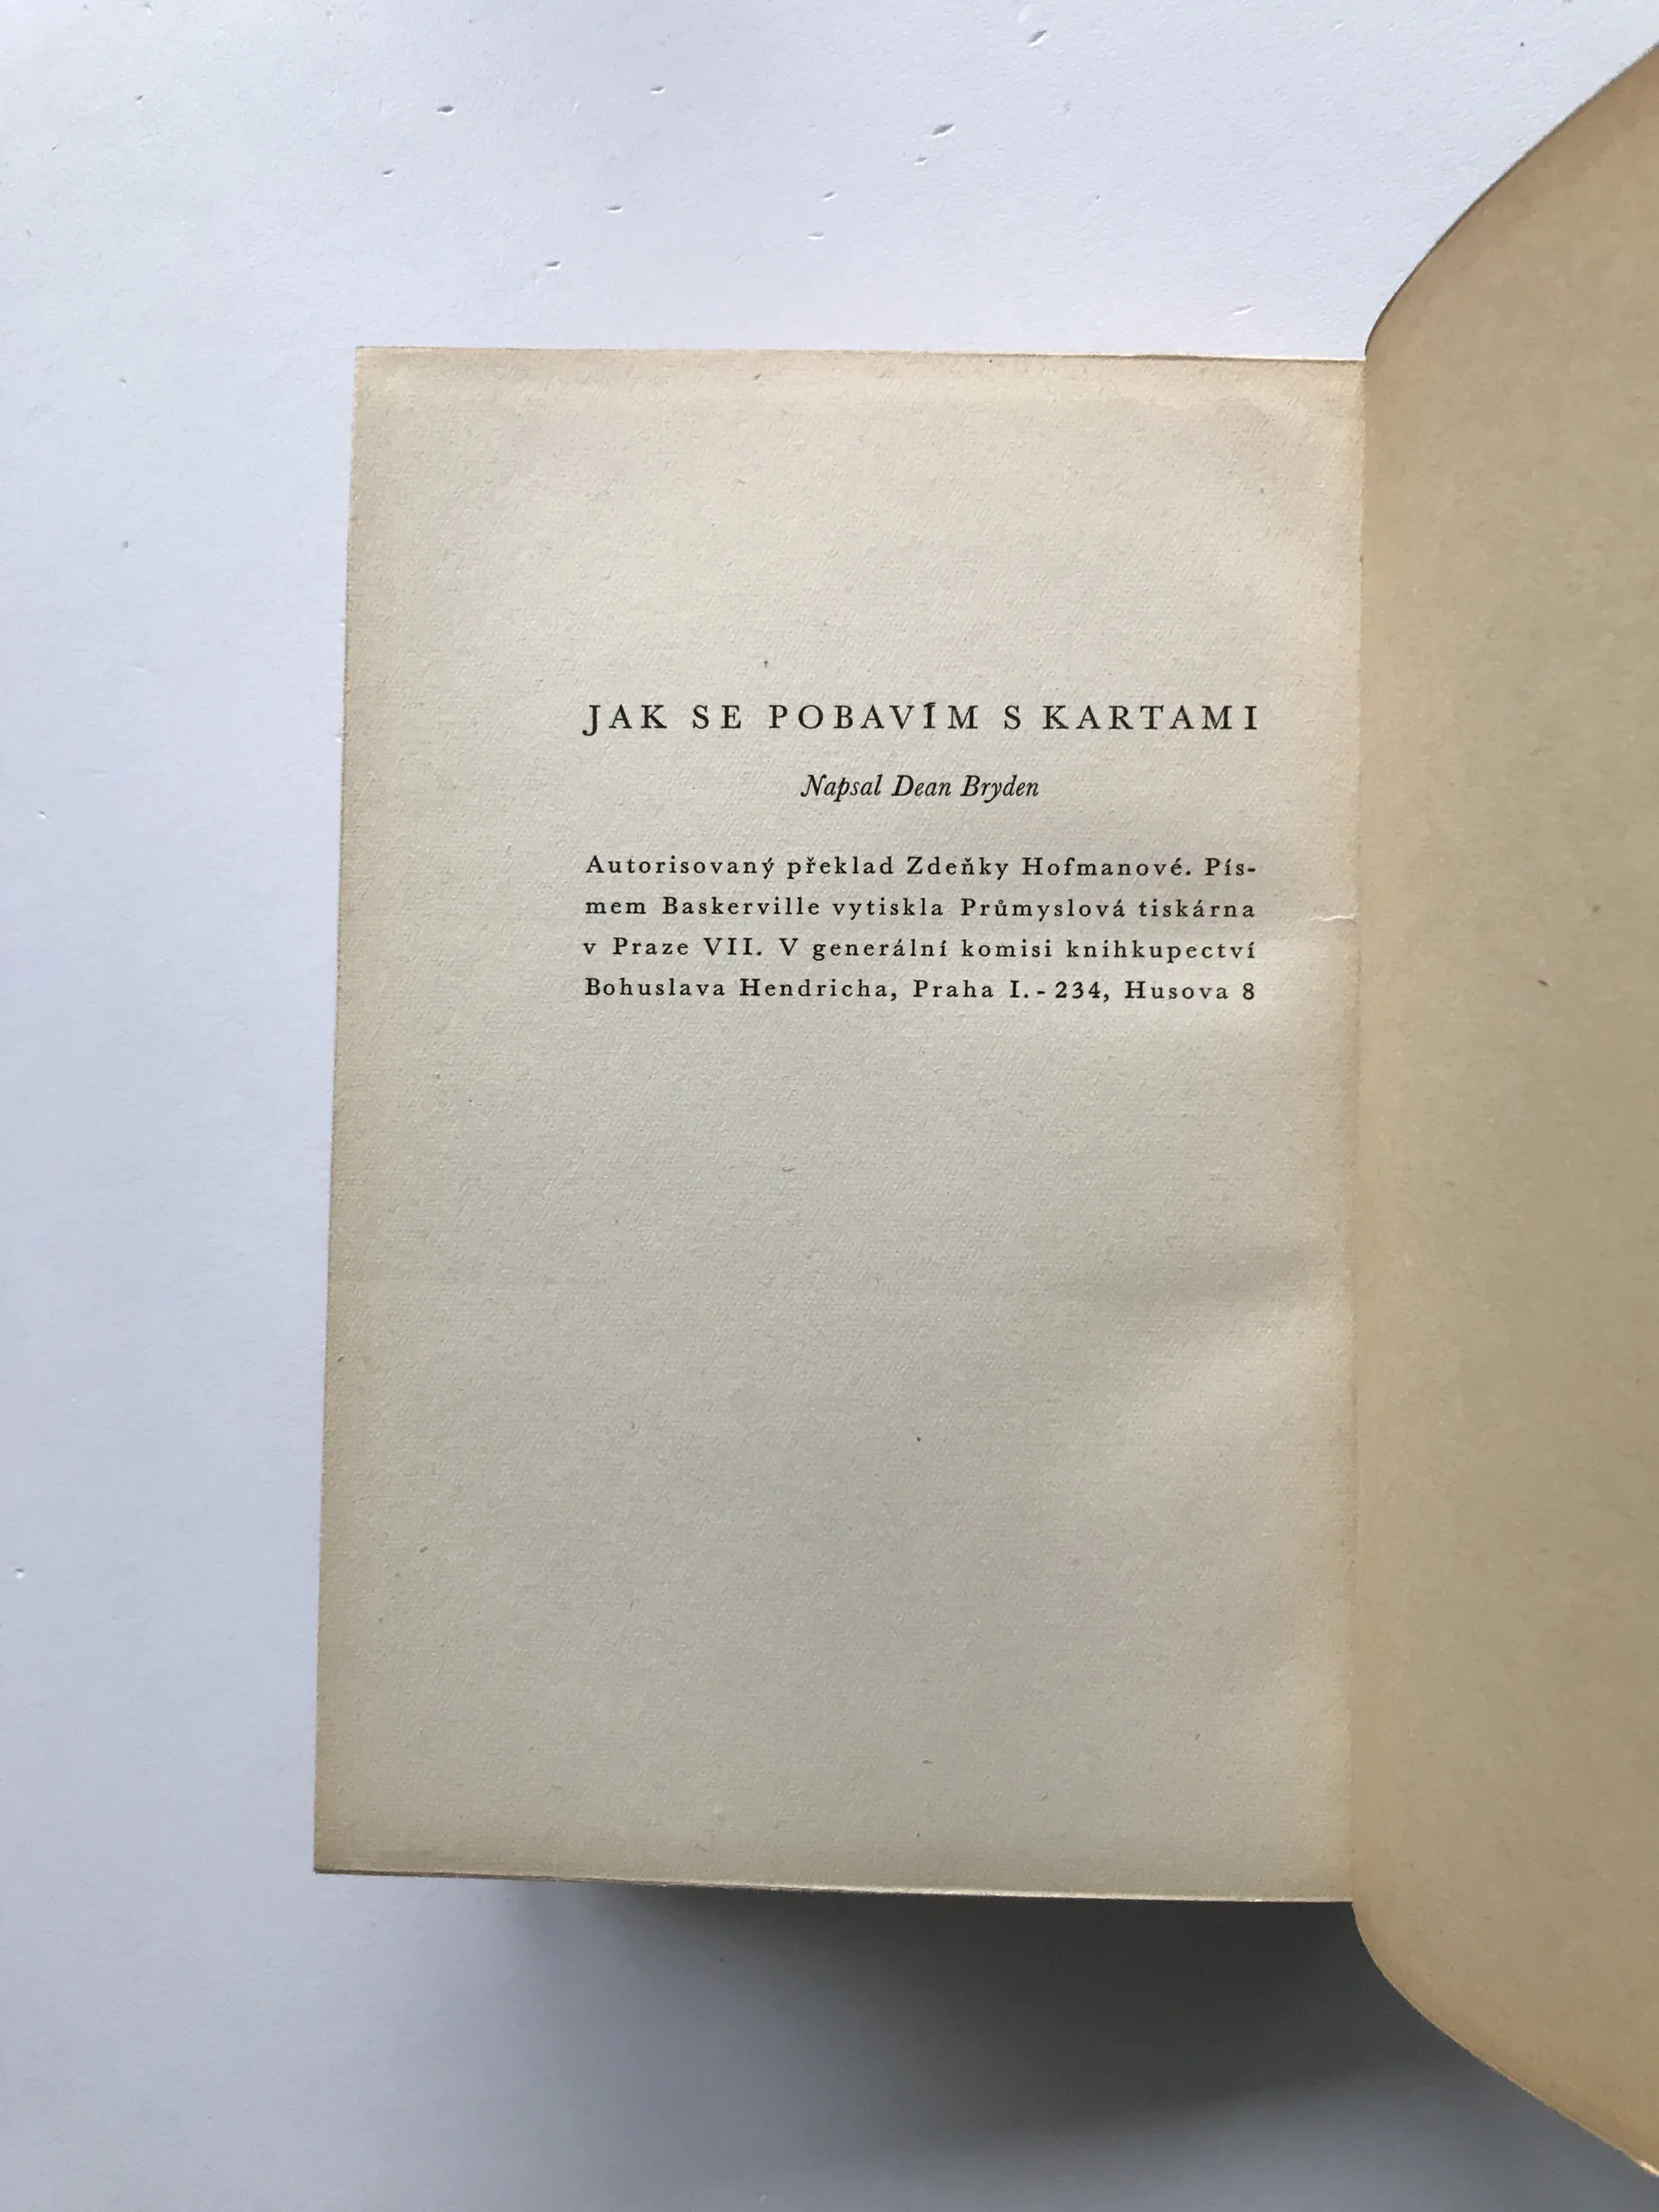 JAK SE POBAVÍM S KARTAMI
Napsal Dean Bryden
Autorisovaný překlad Zdeňky Hofmanové. Pís-
mem Baskerville vytiskla Průmyslová tiskárna
v Praze VII. V generální komisi knihkupectví
Bohuslava Hendricha, Praha I. - 234, Husova 8